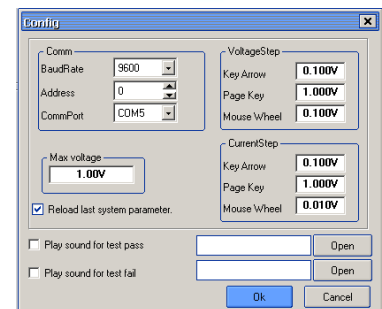 Config
Comm
BaudRate 9600
Address 0
CommPort COM5
Max voltage
1.00V
Reload last system parameter.
VoltageStep
Key Arrow 0.100V
Page Key 1.000V
Mouse Wheel 0.100V
CurrentStep
Key Arrow 0.100V
Page Key 1.000V
Mouse Wheel 0.010V
Play sound for test pass Open
Play sound for test fail Open
Ok Cancel